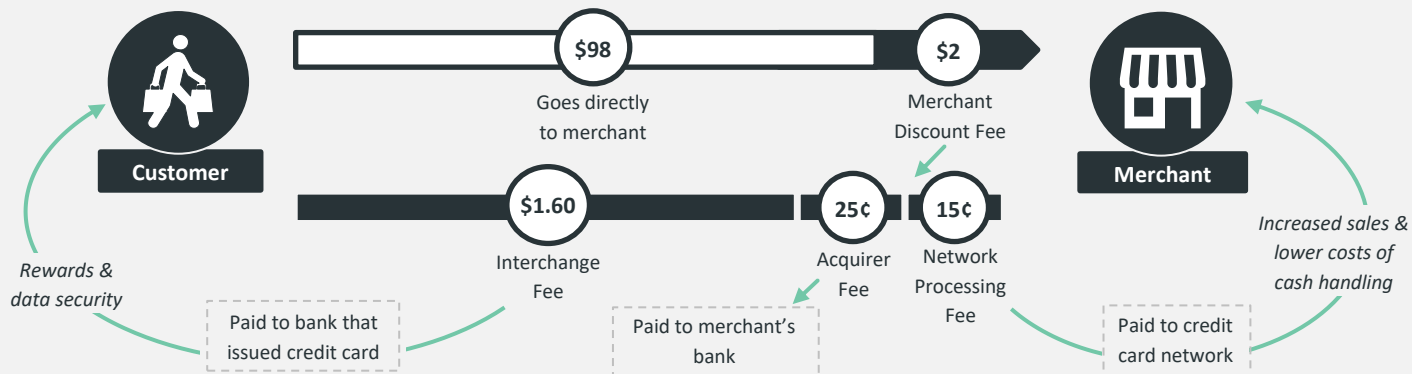 $98
$2
Goes directly
to merchant
Merchant
Discount Fee
Customer
Merchant
$1.60
25¢
15¢
Interchange
Fee
Acquirer
Fee
Network
Processing
Fee
Rewards &
data security
Increased sales &
lower costs of
cash handling
Paid to bank that
issued credit card
Paid to merchant's
bank
Paid to credit
card network